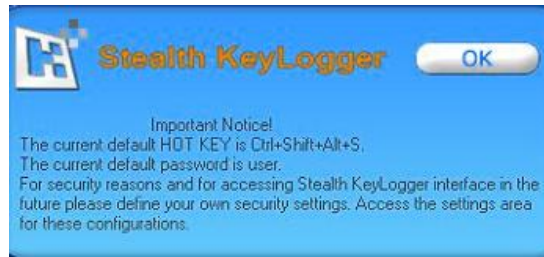 Stealth KeyLogger
OK
Important Notice!
The current default HOT KEY is Ctrl+Shift+Alt+S.
The current default password is user.
For security reasons and for accessing Stealth KeyLogger interface in the
future please define your own security settings. Access the settings area
for these configurations.